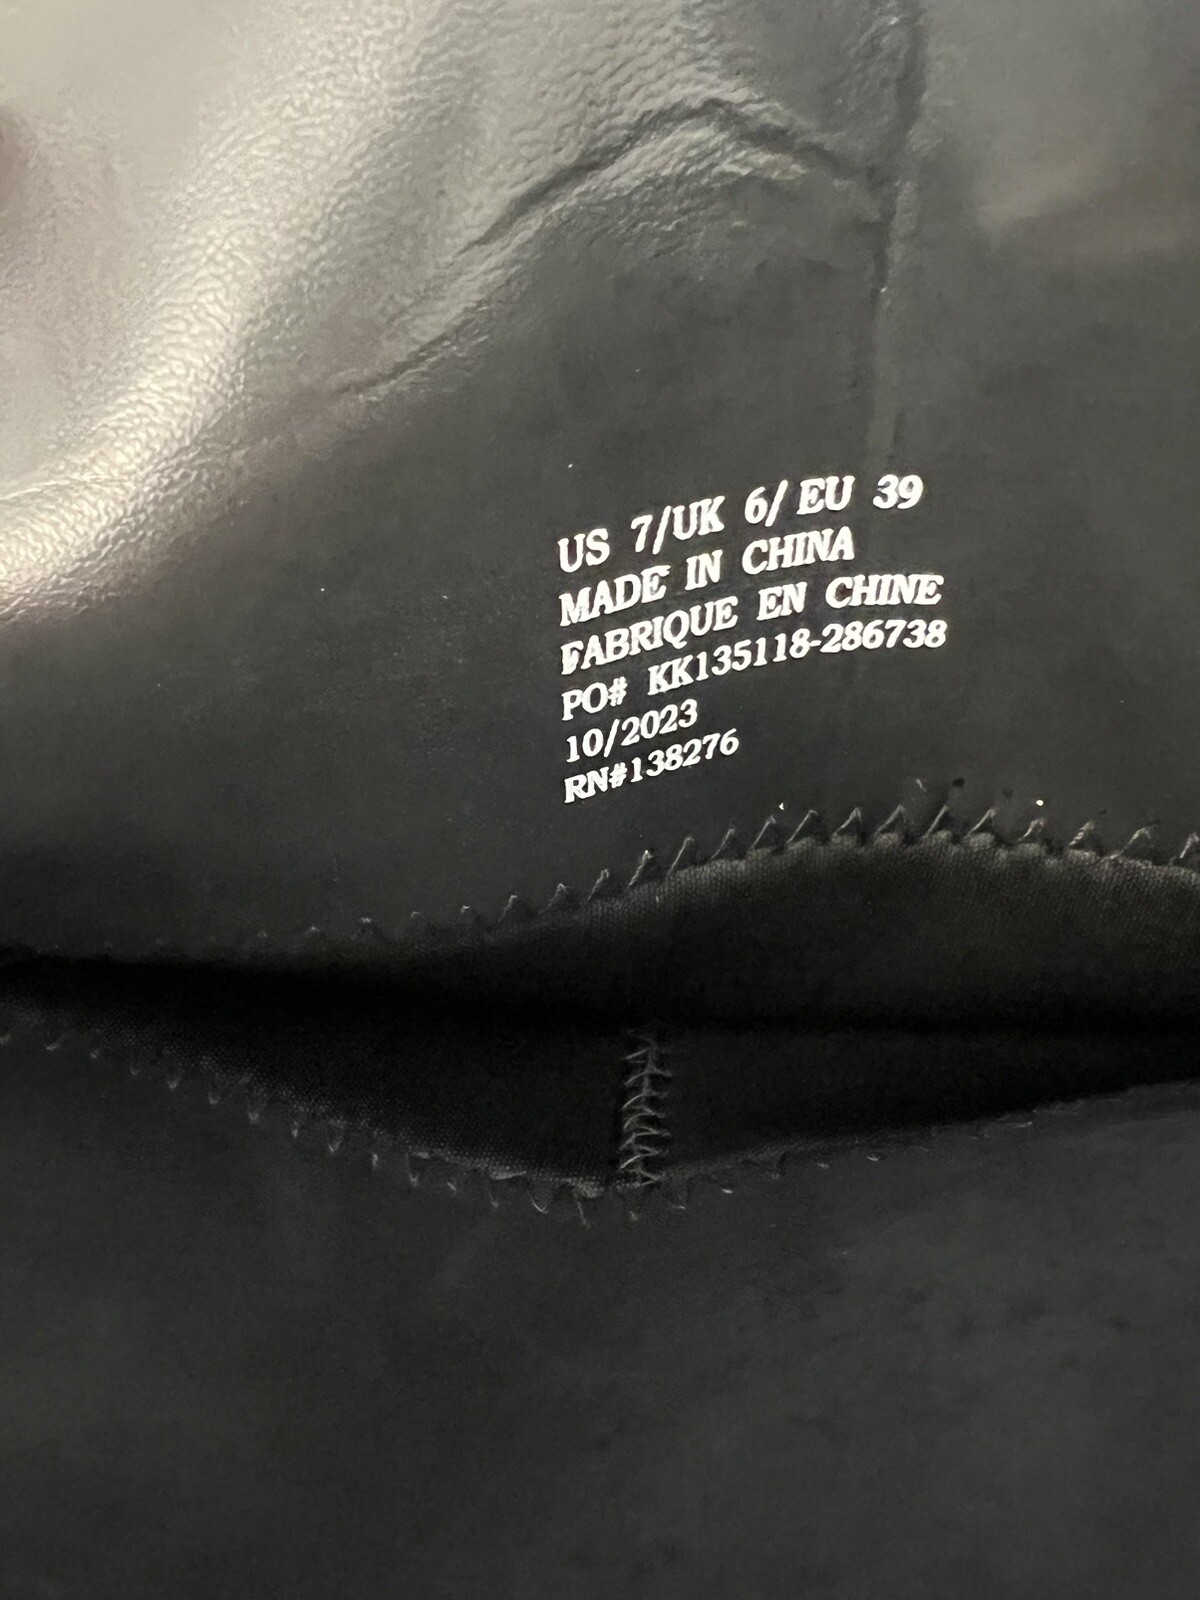 US 7/UK 6/ EU 39
MADE IN CHINA
FABRIQUE EN CHINE
PO# KK135118-286738
10/2023
RN#138276